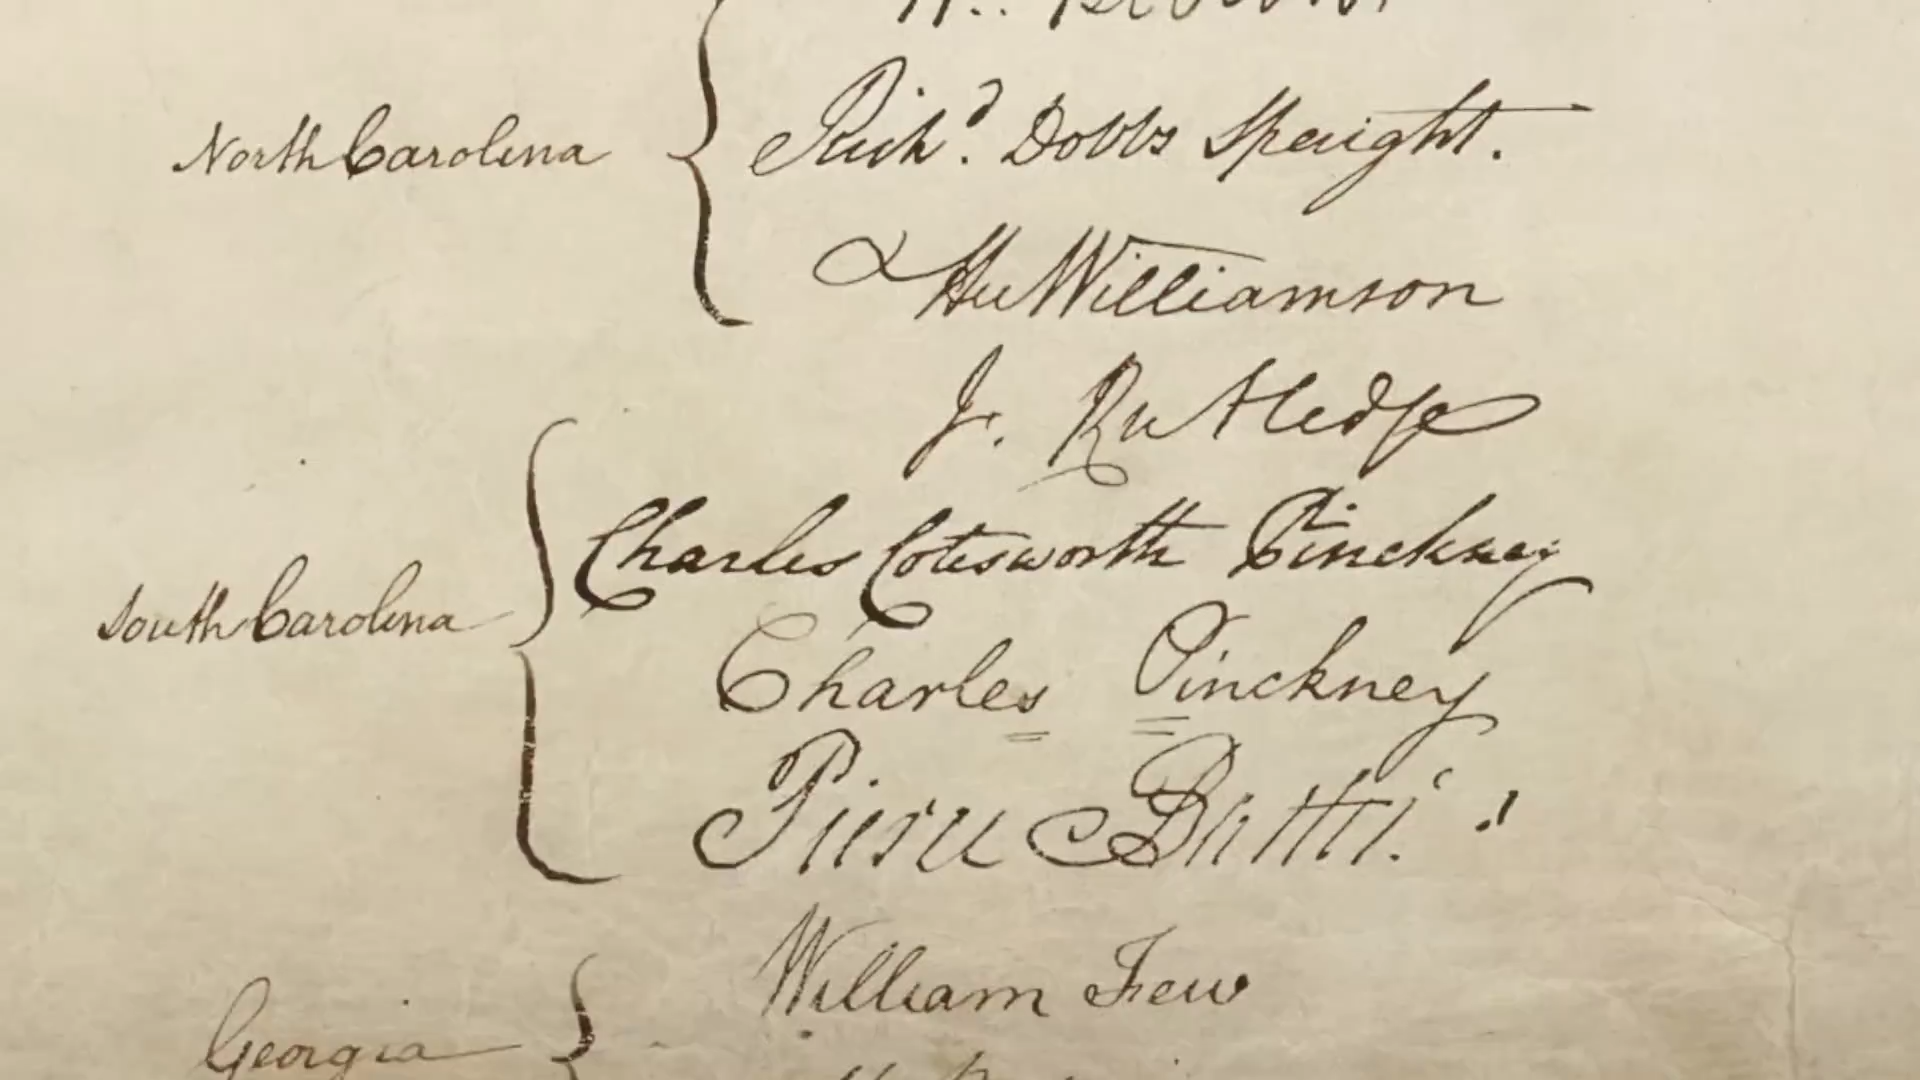 North Carolina
Richd. Dobbs Spaight.
Hu Williamson
J. Rutledge
South Carolina
Charles Cotesworth Pinckney
Charles Pinckney
Pierce Butler.
William Few
Georgia